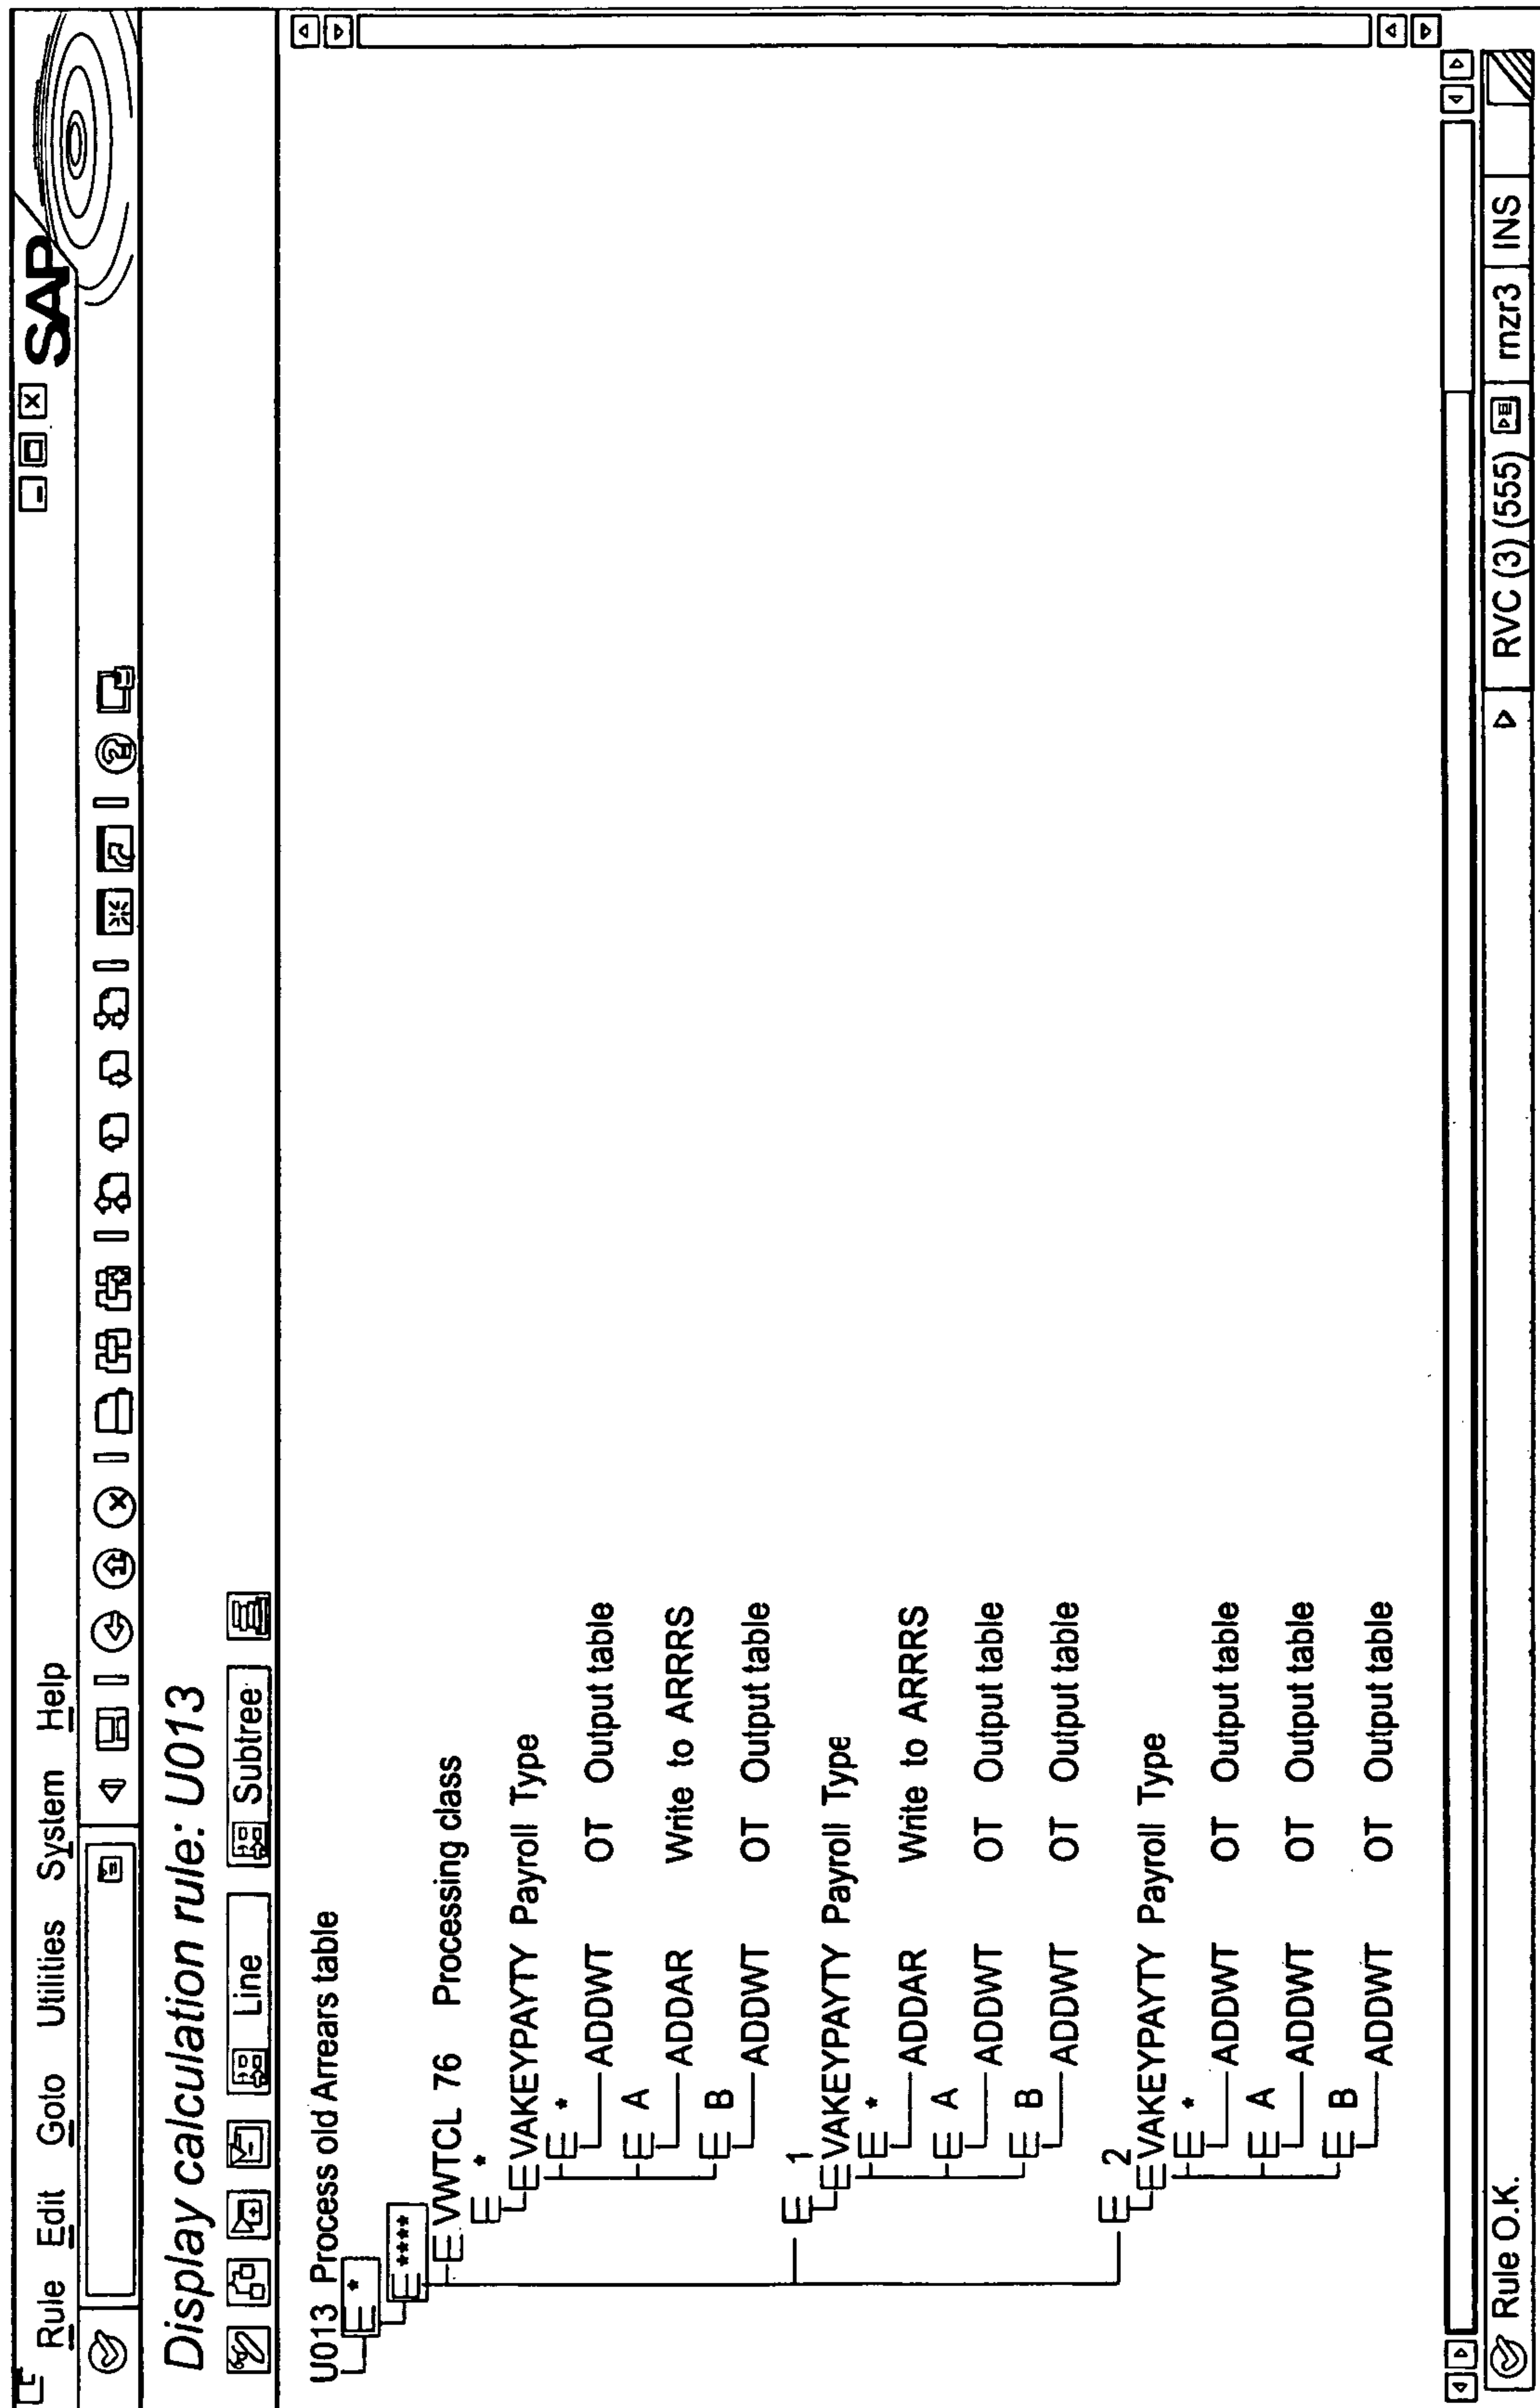 SAP
Rule Edit Goto Utilities System Help
Display calculation rule: U013
Line Subtree
U013 Process old Arrears table
*
****
VWTCL 76 Processing class
*
VAKEYPAYTY Payroll Type
*
ADDWT OT Output table
A
ADDAR Write to ARRRS
B
ADDWT OT Output table
1
VAKEYPAYTY Payroll Type
*
ADDAR Write to ARRRS
A
ADDWT OT Output table
B
ADDWT OT Output table
2
VAKEYPAYTY Payroll Type
*
ADDWT OT Output table
A
ADDWT OT Output table
B
ADDWT OT Output table
Rule O.K. RVC (3) (555) rnzr3 INS